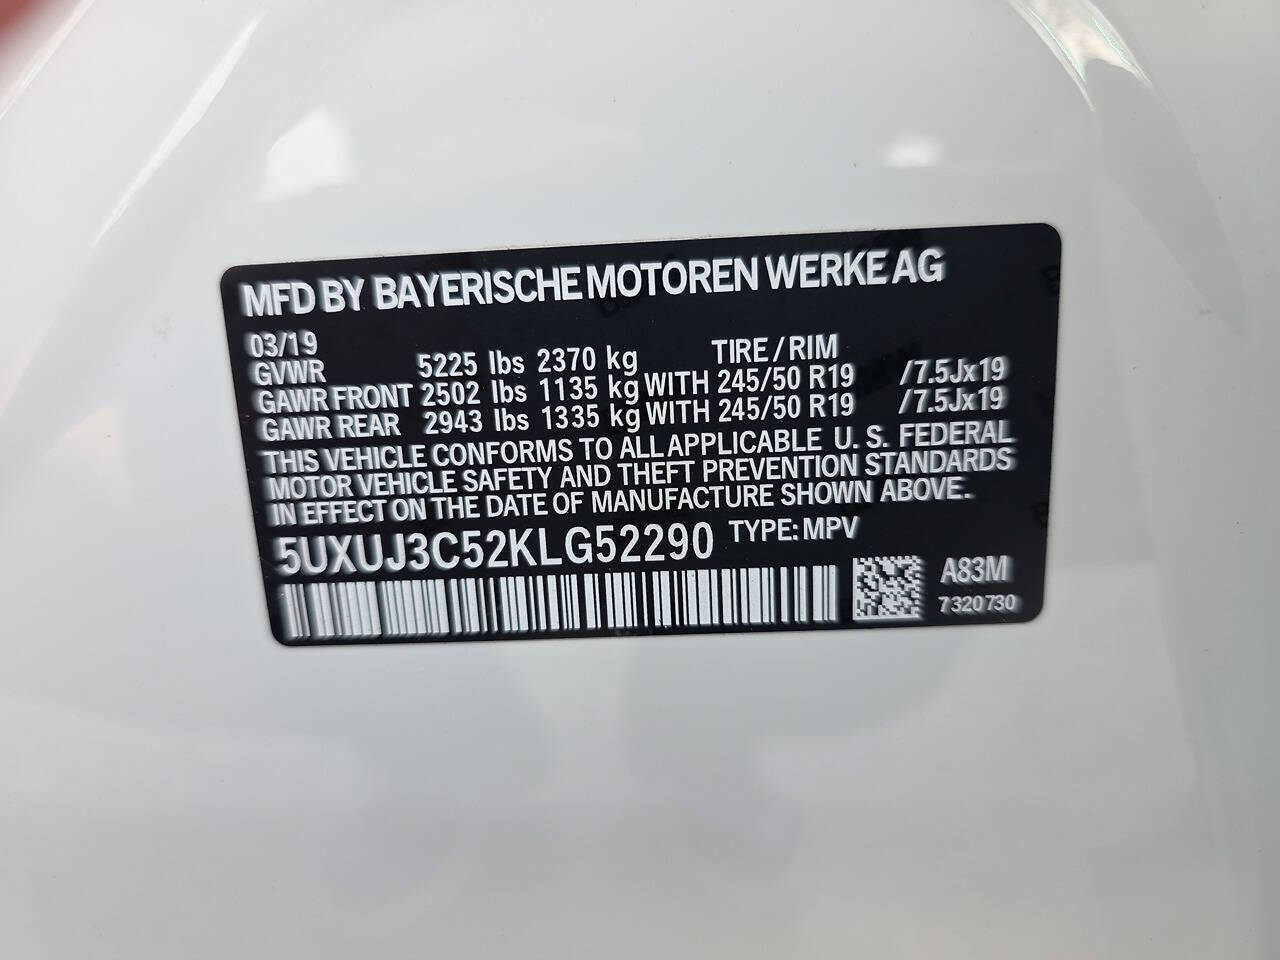 MFD BY BAYERISCHE MOTOREN WERKE AG
03/19 TIRE/RIM
GVWR 5225 lbs 2370 kg
GAWR FRONT 2502 lbs 1135 kg WITH 245/50 R19 /7.5Jx19
GAWR REAR 2943 lbs 1335 kg WITH 245/50 R19 /7.5Jx19
THIS VEHICLE CONFORMS TO ALL APPLICABLE U. S. FEDERAL
MOTOR VEHICLE SAFETY AND THEFT PREVENTION STANDARDS
IN EFFECT ON THE DATE OF MANUFACTURE SHOWN ABOVE.
5UXUJ3C52KLG52290 TYPE: MPV
A83M
7320730